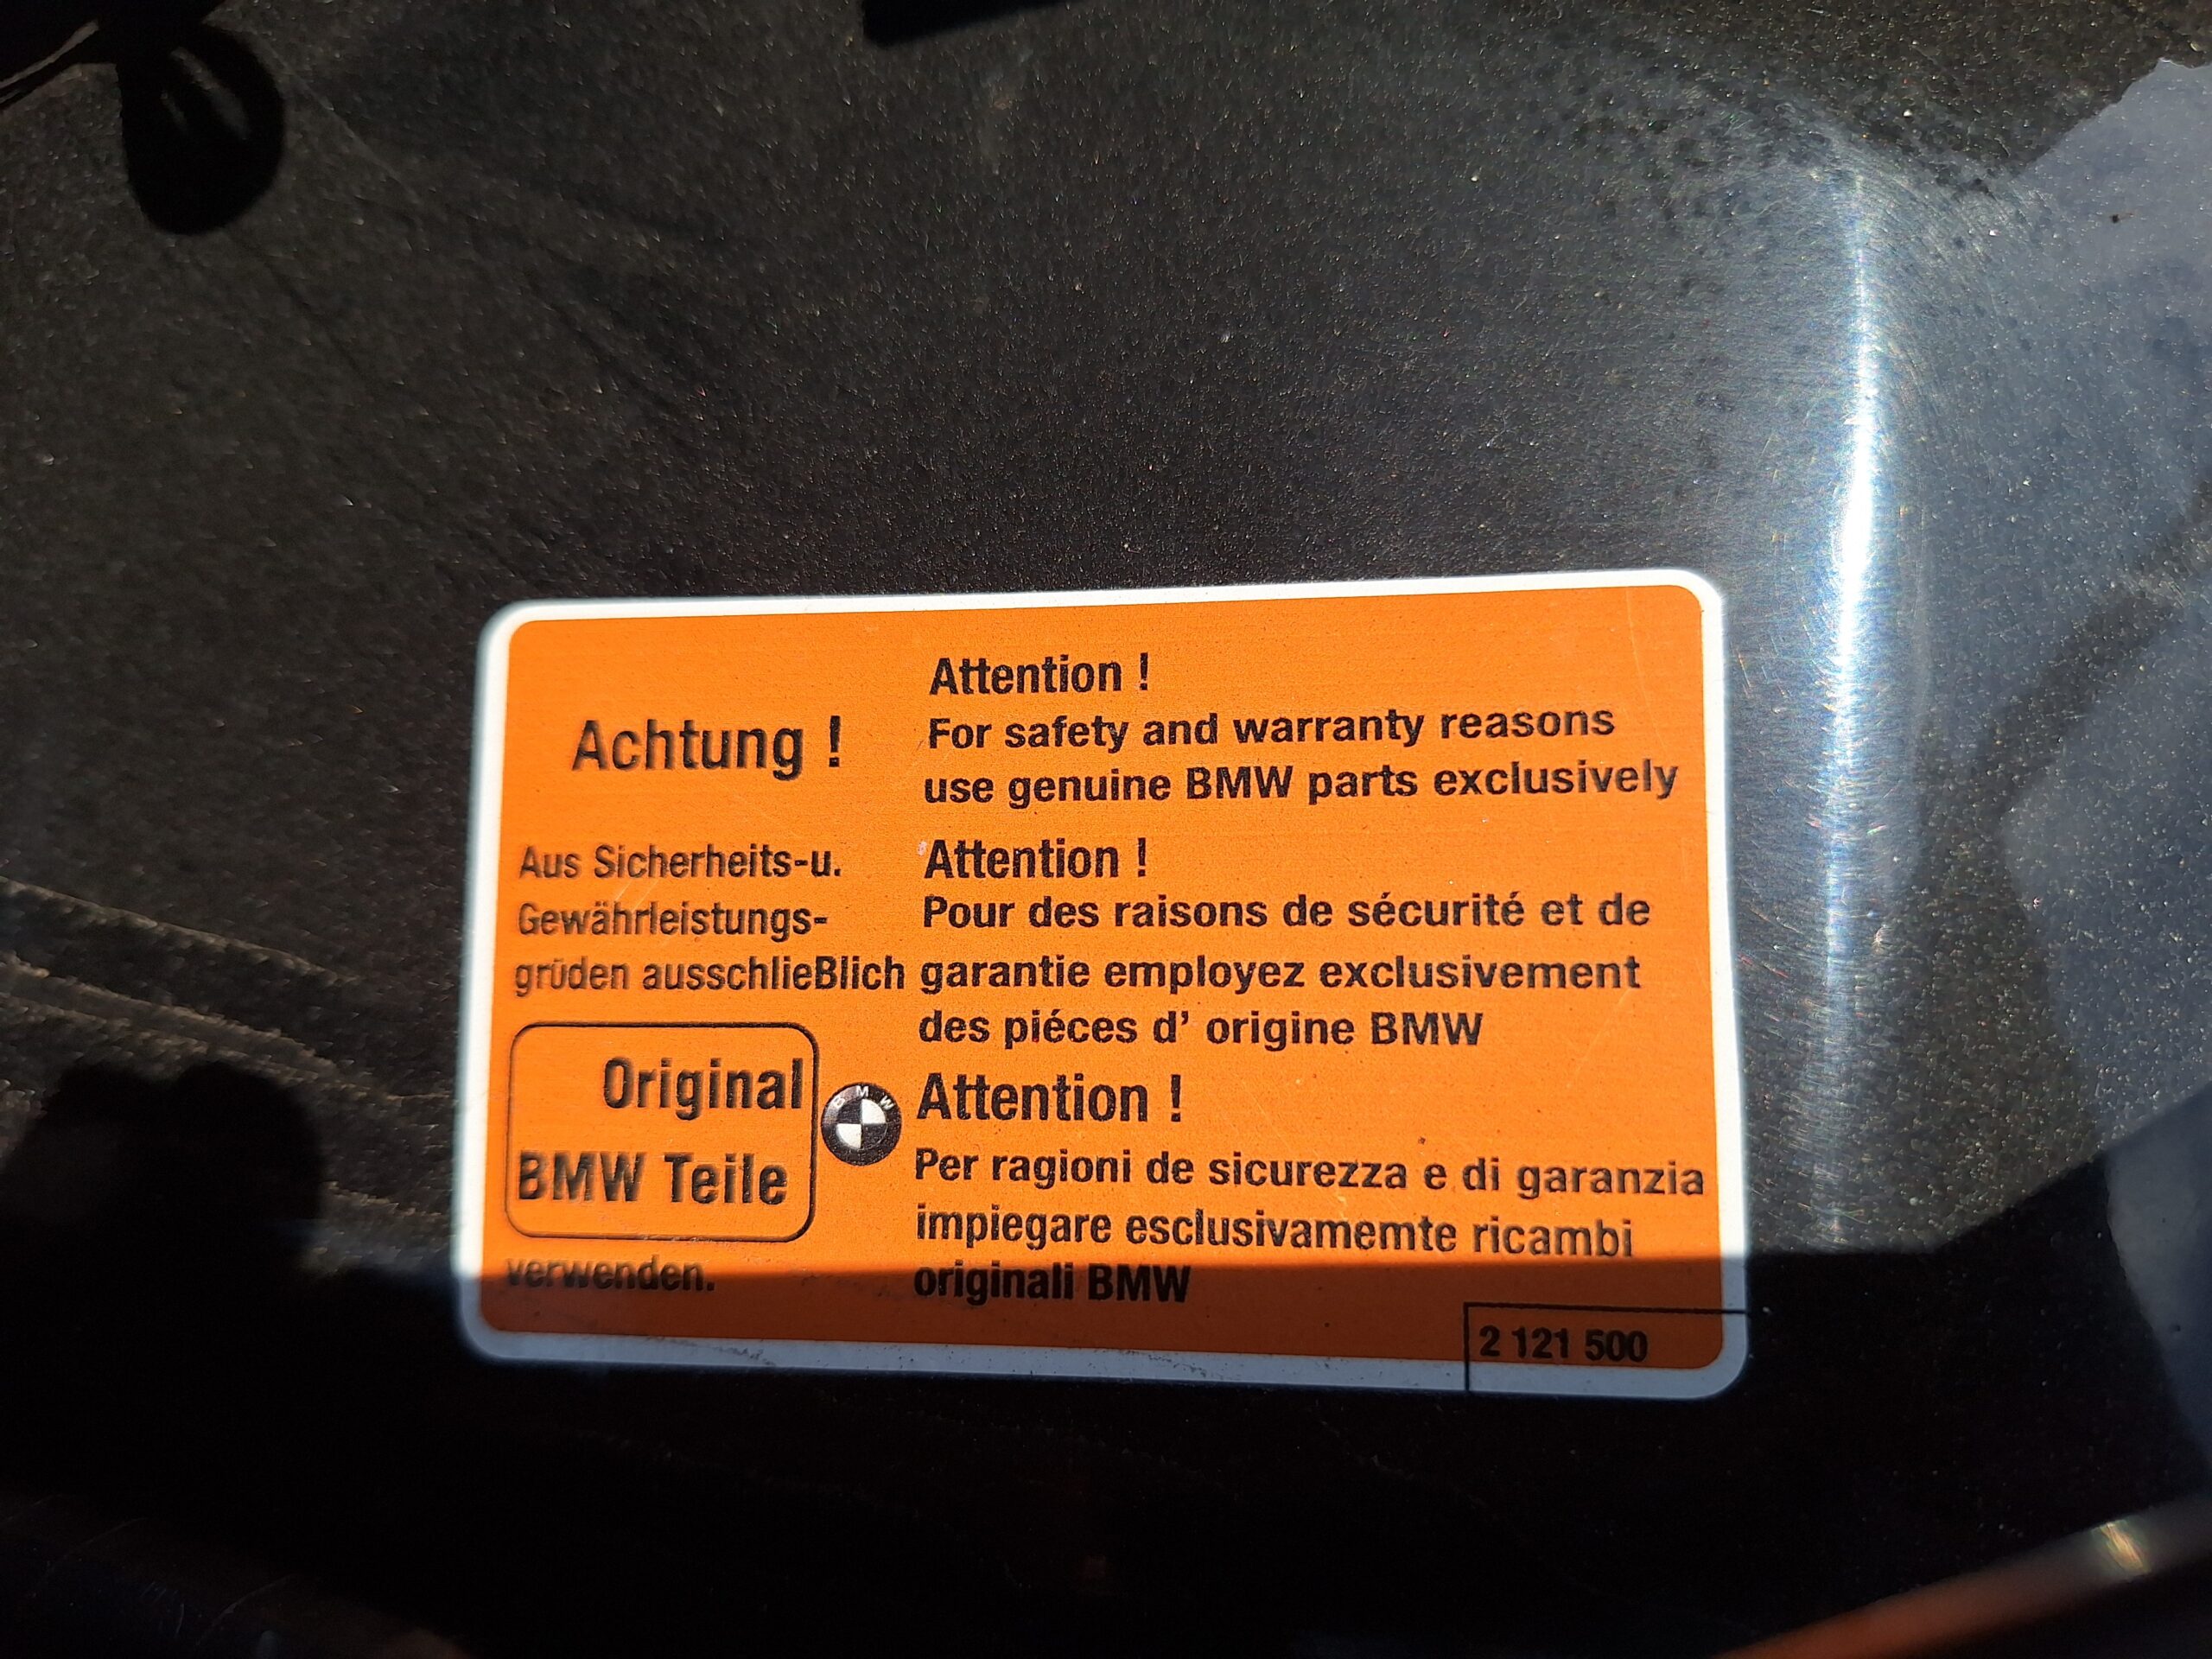 Achtung !
Aus Sicherheits-u.
Gewährleistungs-
grüden ausschlieBlich
Original
BMW Teile
verwenden.
BMW
Attention !
For safety and warranty reasons
use genuine BMW parts exclusively
Attention !
Pour des raisons de sécurité et de
garantie employez exclusivement
des piéces d' origine BMW
Attention !
Per ragioni de sicurezza e di garanzia
impiegare esclusivamemte ricambi
originali BMW
2 121 500